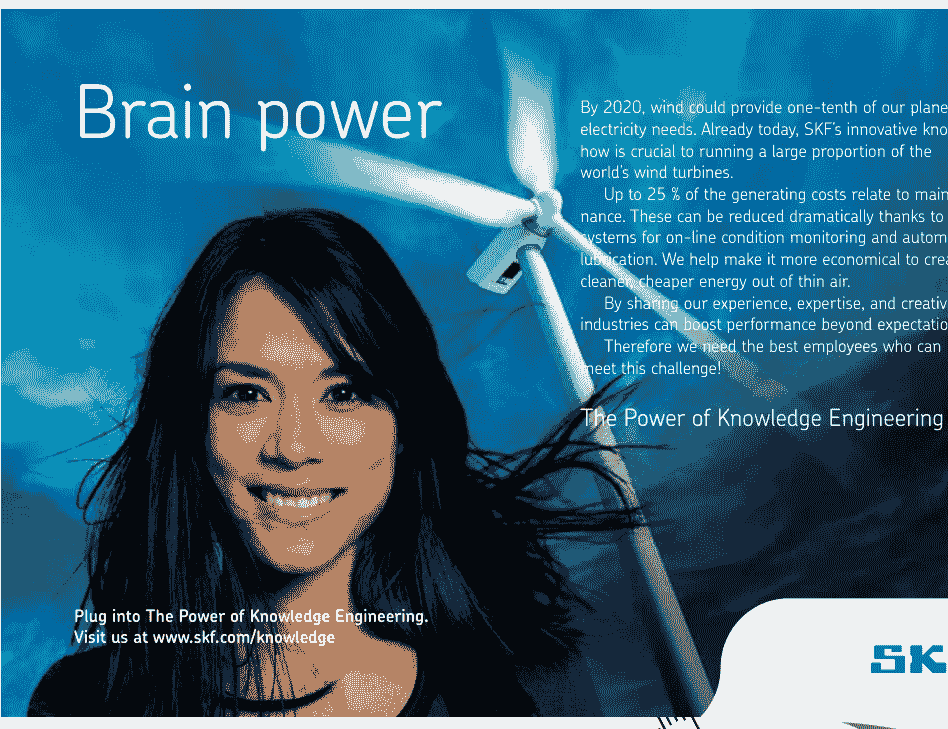 Brain power
By 2020, wind could provide one-tenth of our plane
electricity needs. Already today, SKF's innovative kno
how is crucial to running a large proportion of the
world's wind turbines.
Up to 25 % of the generating costs relate to main
nance. These can be reduced dramatically thanks to
systems for on-line condition monitoring and autom
lubrication. We help make it more economical to crea
cleaner, cheaper energy out of thin air.
By sharing our experience, expertise, and creativ
industries can boost performance beyond expectatio
Therefore we need the best employees who can
meet this challenge!
The Power of Knowledge Engineering
Plug into The Power of Knowledge Engineering.
Visit us at www.skf.com/knowledge
SK